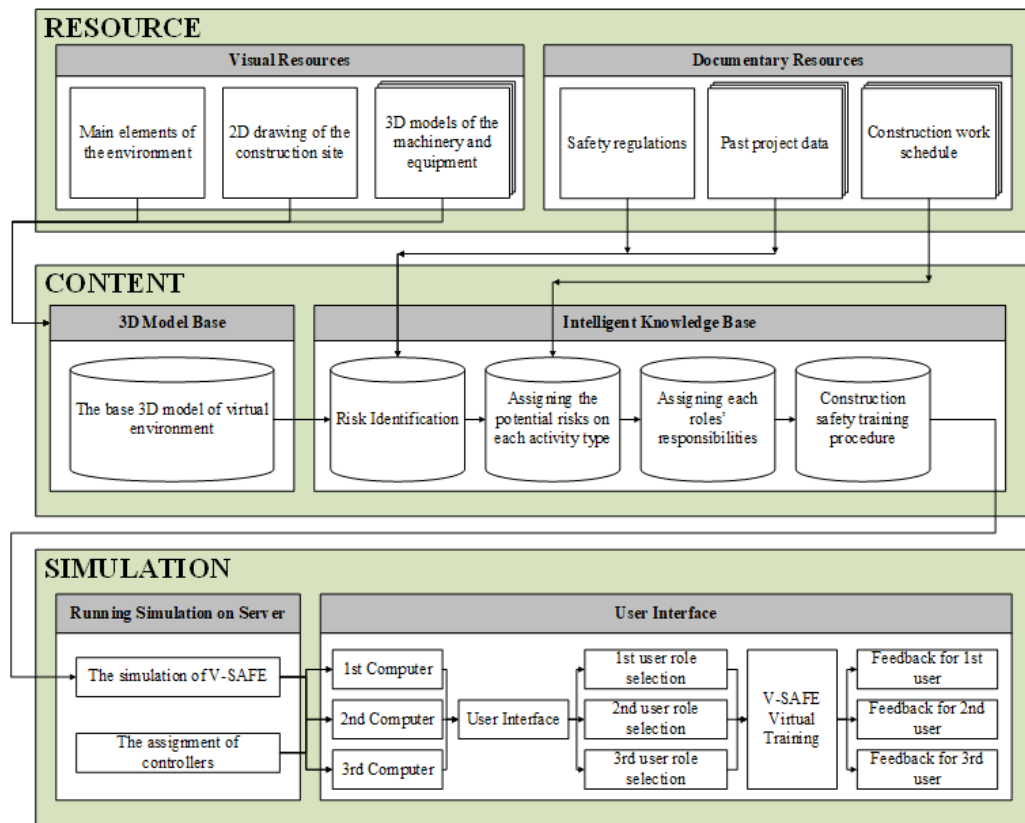 RESOURCE
Visual Resources
Main elements of
the environment
2D drawing of the
construction site
3D models of the
machinery and
equipment
Documentary Resources
Safety regulations
Past project data
Construction work
schedule
CONTENT
3D Model Base
The base 3D model of virtual
environment
Intelligent Knowledge Base
Risk Identification
Assigning the
potential risks on
each activity type
Assigning each
roles' responsibilities
Construction
safety training
procedure
SIMULATION
Running Simulation on Server
The simulation of V-SAFE
The assignment of
controllers
User Interface
1st Computer
2nd Computer
3rd Computer
User Interface
1st user role
selection
2nd user role
selection
3rd user role
selection
V-SAFE
Virtual
Training
Feedback for 1st
user
Feedback for 2nd
user
Feedback for 3rd
user